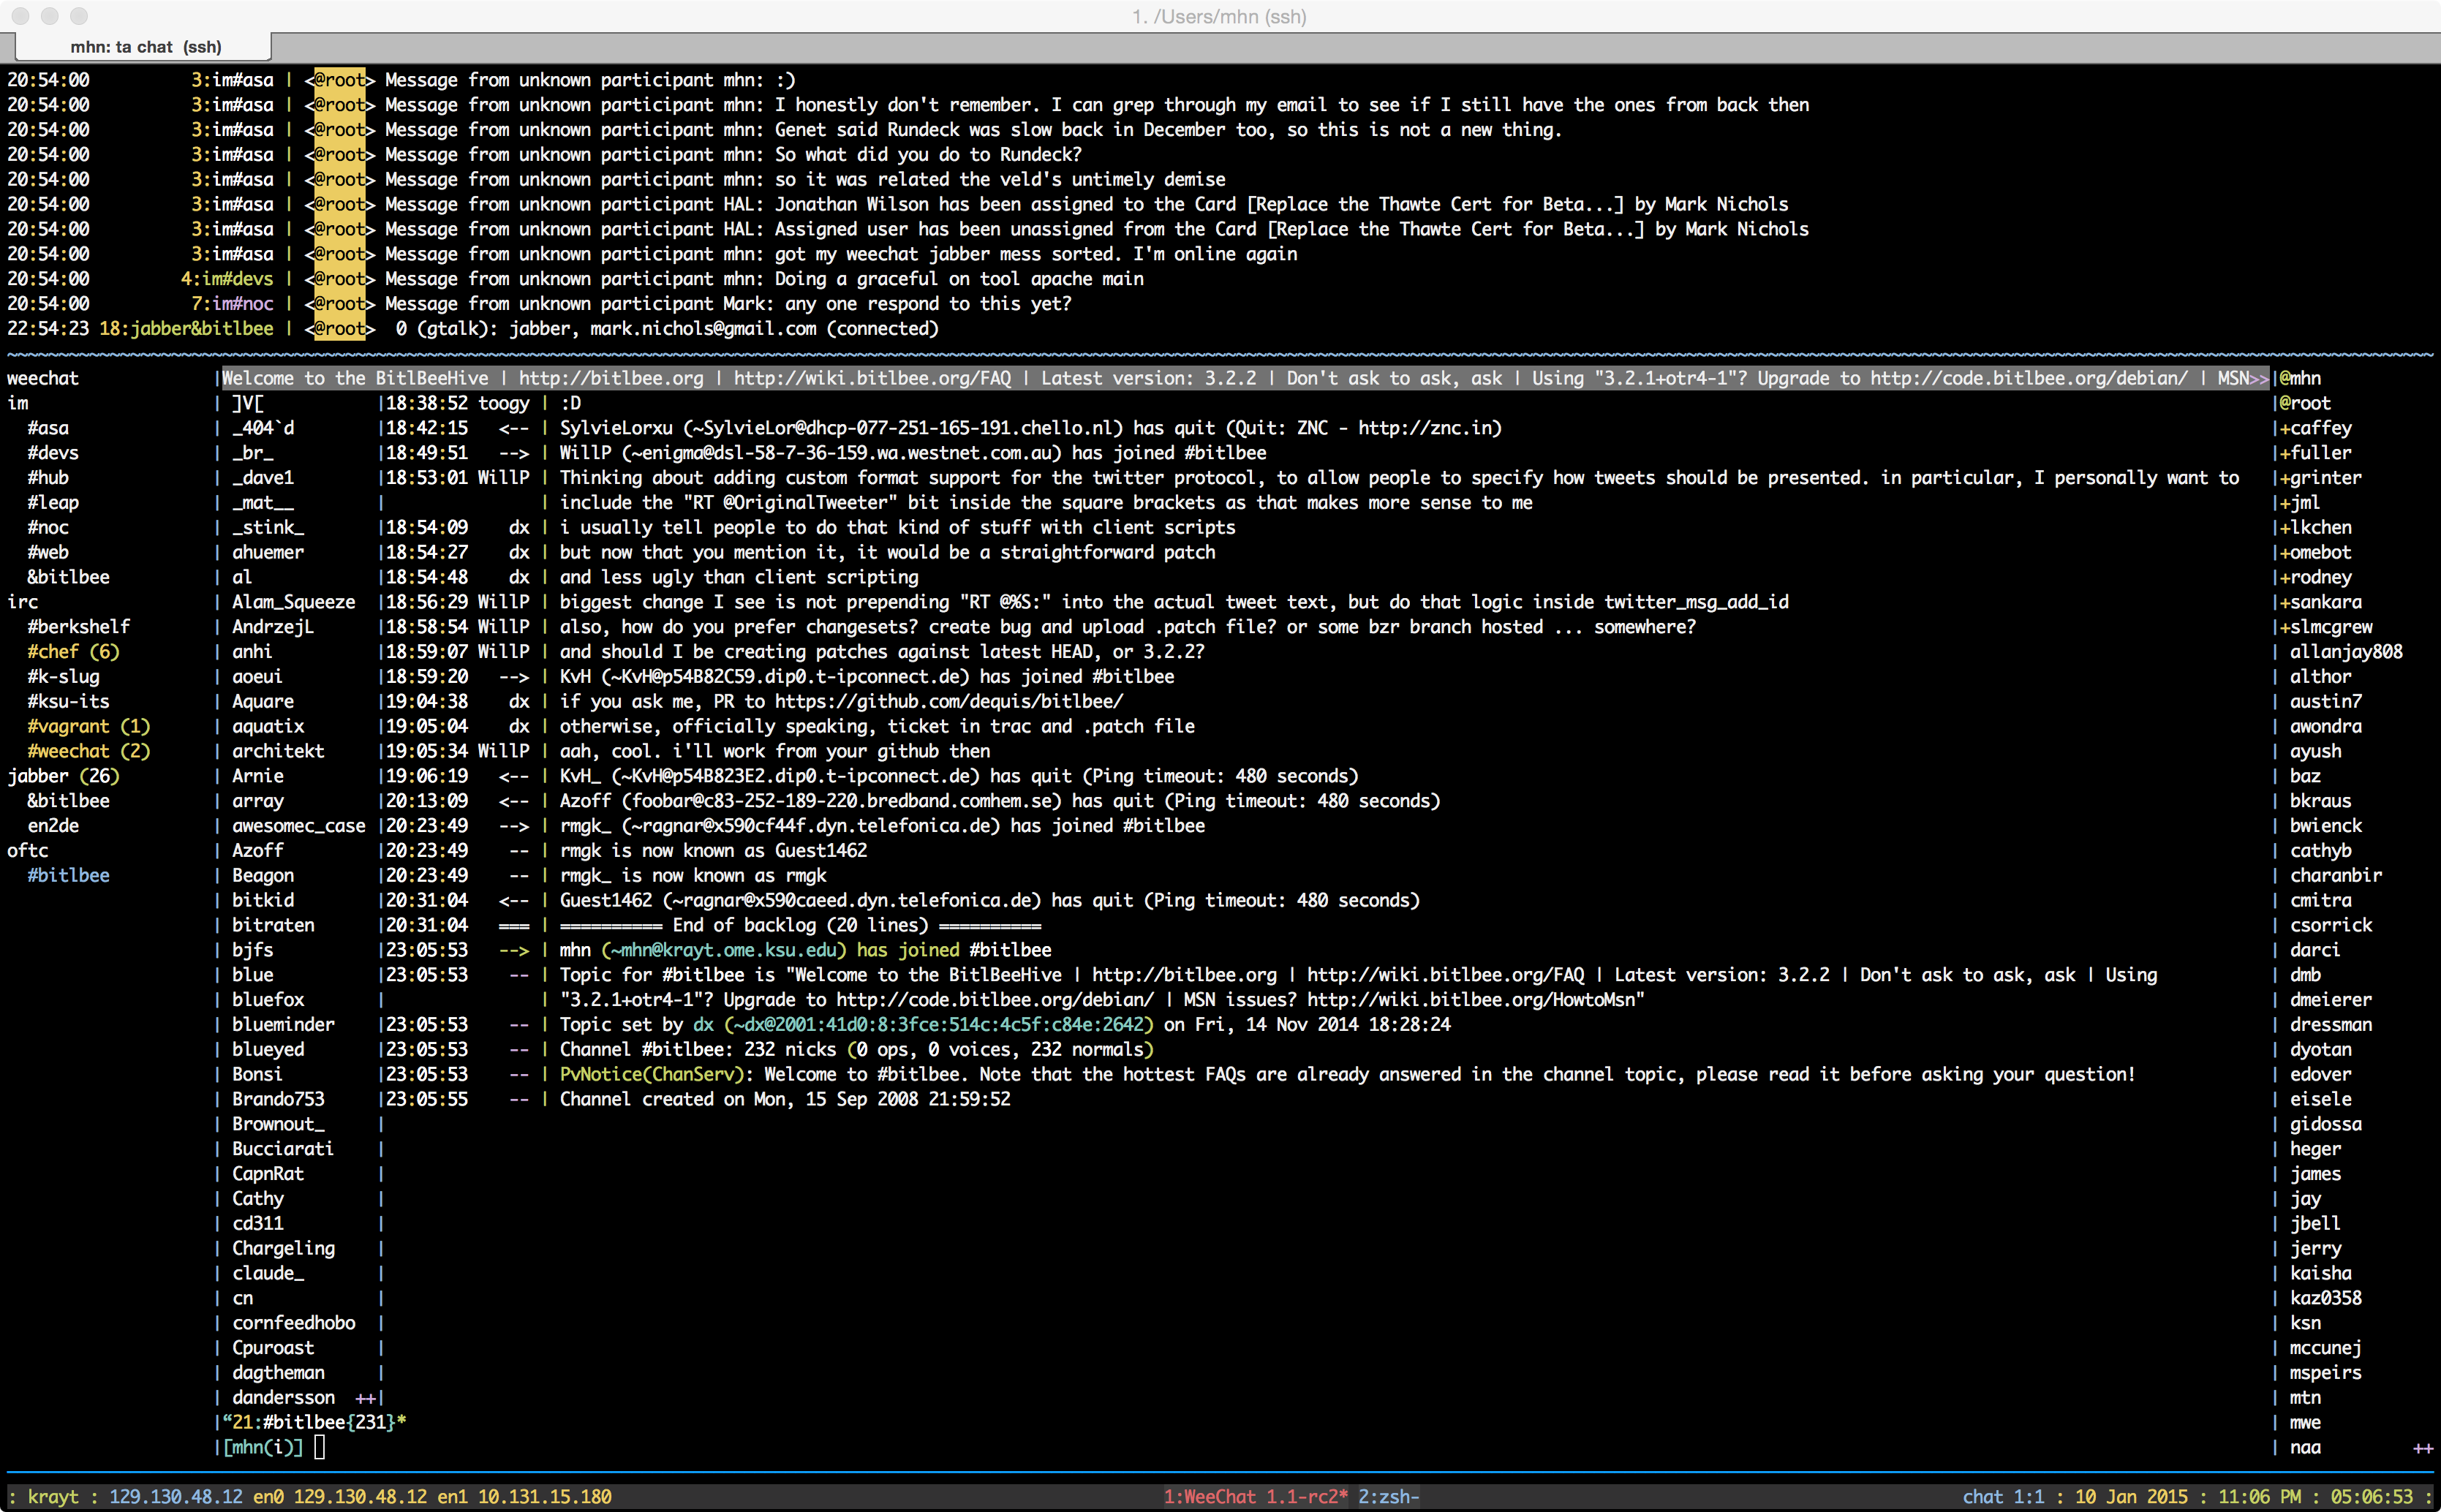 1. /Users/mhn (ssh)
mhn: ta chat (ssh)
20:54:00 3:im#asa | <@root> Message from unknown participant mhn: :)
20:54:00 3:im#asa | <@root> Message from unknown participant mhn: I honestly don't remember. I can grep through my email to see if I still have the ones from back then
20:54:00 3:im#asa | <@root> Message from unknown participant mhn: Genet said Rundeck was slow back in December too, so this is not a new thing.
20:54:00 3:im#asa | <@root> Message from unknown participant mhn: So what did you do to Rundeck?
20:54:00 3:im#asa | <@root> Message from unknown participant mhn: so it was related the veld's untimely demise
20:54:00 3:im#asa | <@root> Message from unknown participant HAL: Jonathan Wilson has been assigned to the Card [Replace the Thawte Cert for Beta...] by Mark Nichols
20:54:00 3:im#asa | <@root> Message from unknown participant HAL: Assigned user has been unassigned from the Card [Replace the Thawte Cert for Beta...] by Mark Nichols
20:54:00 3:im#asa | <@root> Message from unknown participant mhn: got my weechat jabber mess sorted. I'm online again
20:54:00 4:im#devs | <@root> Message from unknown participant mhn: Doing a graceful on tool apache main
20:54:00 7:im#noc | <@root> Message from unknown participant Mark: any one respond to this yet?
22:54:23 18:jabber&bitlbee | <@root> 0 (gtalk): jabber, mark.nichols@gmail.com (connected)
weechat |Welcome to the BitlBeeHive | http://bitlbee.org | http://wiki.bitlbee.org/FAQ | Latest version: 3.2.2 | Don't ask to ask, ask | Using "3.2.1+otr4-1"? Upgrade to http://code.bitlbee.org/debian/ | MSN>>|@mhn
im | ]V[ |18:38:52 toogy | :D |@root
#asa | _404`d |18:42:15 <-- | SylvieLorxu (~SylvieLor@dhcp-077-251-165-191.chello.nl) has quit (Quit: ZNC - http://znc.in) |+caffey
#devs | _br_ |18:49:51 --> | WillP (~enigma@dsl-58-7-36-159.wa.westnet.com.au) has joined #bitlbee |+fuller
#hub | _dave1 |18:53:01 WillP | Thinking about adding custom format support for the twitter protocol, to allow people to specify how tweets should be presented. in particular, I personally want to |+grinter
#leap | _mat__ | | include the "RT @OriginalTweeter" bit inside the square brackets as that makes more sense to me |+jml
#noc | _stink_ |18:54:09 dx | i usually tell people to do that kind of stuff with client scripts |+lkchen
#web | ahuemer |18:54:27 dx | but now that you mention it, it would be a straightforward patch |+omebot
&bitlbee | al |18:54:48 dx | and less ugly than client scripting |+rodney
irc | Alam_Squeeze |18:56:29 WillP | biggest change I see is not prepending "RT @%S:" into the actual tweet text, but do that logic inside twitter_msg_add_id |+sankara
#berkshelf | AndrzejL |18:58:54 WillP | also, how do you prefer changesets? create bug and upload .patch file? or some bzr branch hosted ... somewhere? |+slmcgrew
#chef (6) | anhi |18:59:07 WillP | and should I be creating patches against latest HEAD, or 3.2.2? | allanjay808
#k-slug | aoeui |18:59:20 --> | KvH (~KvH@p54B82C59.dip0.t-ipconnect.de) has joined #bitlbee | althor
#ksu-its | Aquare |19:04:38 dx | if you ask me, PR to https://github.com/dequis/bitlbee/ | austin7
#vagrant (1) | aquatix |19:05:04 dx | otherwise, officially speaking, ticket in trac and .patch file | awondra
#weechat (2) | architekt |19:05:34 WillP | aah, cool. i'll work from your github then | ayush
jabber (26) | Arnie |19:06:19 <-- | KvH_ (~KvH@p54B823E2.dip0.t-ipconnect.de) has quit (Ping timeout: 480 seconds) | baz
&bitlbee | array |20:13:09 <-- | Azoff (foobar@c83-252-189-220.bredband.comhem.se) has quit (Ping timeout: 480 seconds) | bkraus
en2de | awesomec_case |20:23:49 --> | rmgk_ (~ragnar@x590cf44f.dyn.telefonica.de) has joined #bitlbee | bwienck
oftc | Azoff |20:23:49 -- | rmgk is now known as Guest1462 | cathyb
#bitlbee | Beagon |20:23:49 -- | rmgk_ is now known as rmgk | charanbir
| bitkid |20:31:04 <-- | Guest1462 (~ragnar@x590caeed.dyn.telefonica.de) has quit (Ping timeout: 480 seconds) | cmitra
| bitraten |20:31:04 === | ========== End of backlog (20 lines) ========== | csorrick
| bjfs |23:05:53 --> | mhn (~mhn@krayt.ome.ksu.edu) has joined #bitlbee | darci
| blue |23:05:53 -- | Topic for #bitlbee is "Welcome to the BitlBeeHive | http://bitlbee.org | http://wiki.bitlbee.org/FAQ | Latest version: 3.2.2 | Don't ask to ask, ask | Using | dmb
| bluefox | | "3.2.1+otr4-1"? Upgrade to http://code.bitlbee.org/debian/ | MSN issues? http://wiki.bitlbee.org/HowtoMsn" | dmeierer
| blueminder |23:05:53 -- | Topic set by dx (~dx@2001:41d0:8:3fce:514c:4c5f:c84e:2642) on Fri, 14 Nov 2014 18:28:24 | dressman
| blueyed |23:05:53 -- | Channel #bitlbee: 232 nicks (0 ops, 0 voices, 232 normals) | dyotan
| Bonsi |23:05:53 -- | PvNotice(ChanServ): Welcome to #bitlbee. Note that the hottest FAQs are already answered in the channel topic, please read it before asking your question! | edover
| Brando753 |23:05:55 -- | Channel created on Mon, 15 Sep 2008 21:59:52 | eisele
| Brownout_ | | gidossa
| Bucciarati | | heger
| CapnRat | | james
| Cathy | | jay
| cd311 | | jbell
| Chargeling | | jerry
| claude_ | | kaisha
| cn | | kaz0358
| cornfeedhobo | | ksn
| Cpuroast | | mccunej
| dagtheman | | mspeirs
| dandersson ++| | mtn
|“21:#bitlbee{231}* | mwe
|[mhn(i)] | naa ++
: krayt : 129.130.48.12 en0 129.130.48.12 en1 10.131.15.180 1:WeeChat 1.1-rc2* 2:zsh- chat 1:1 : 10 Jan 2015 : 11:06 PM : 05:06:53 :